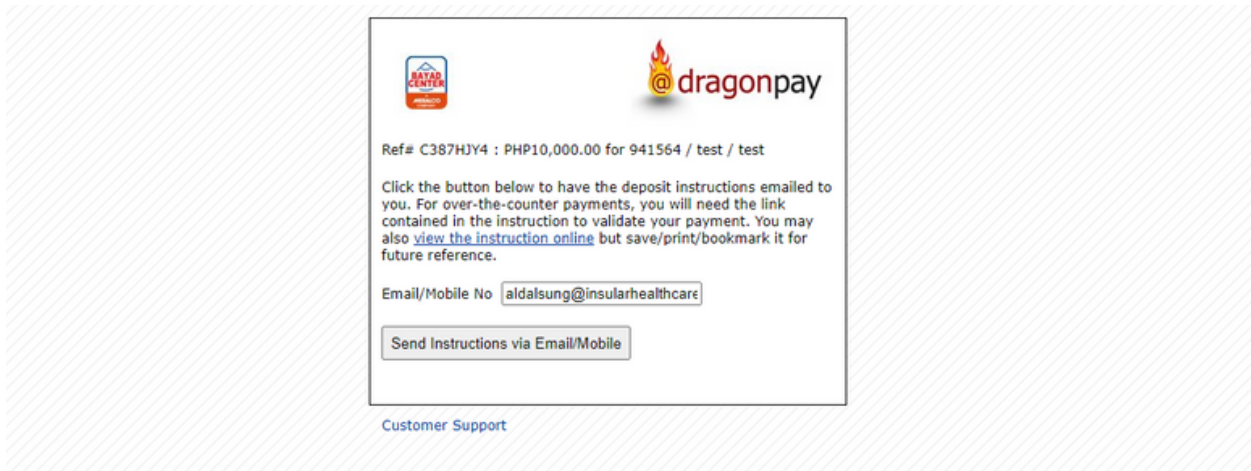 BAYAD
CENTER
MERALCO
@dragonpay
Ref# C387HJY4 : PHP10,000.00 for 941564 / test / test
Click the button below to have the deposit instructions emailed to
you. For over-the-counter payments, you will need the link
contained in the instruction to validate your payment. You may
also view the instruction online but save/print/bookmark it for
future reference.
Email/Mobile No aldalsung@insularhealthcare
Send Instructions via Email/Mobile
Customer Support